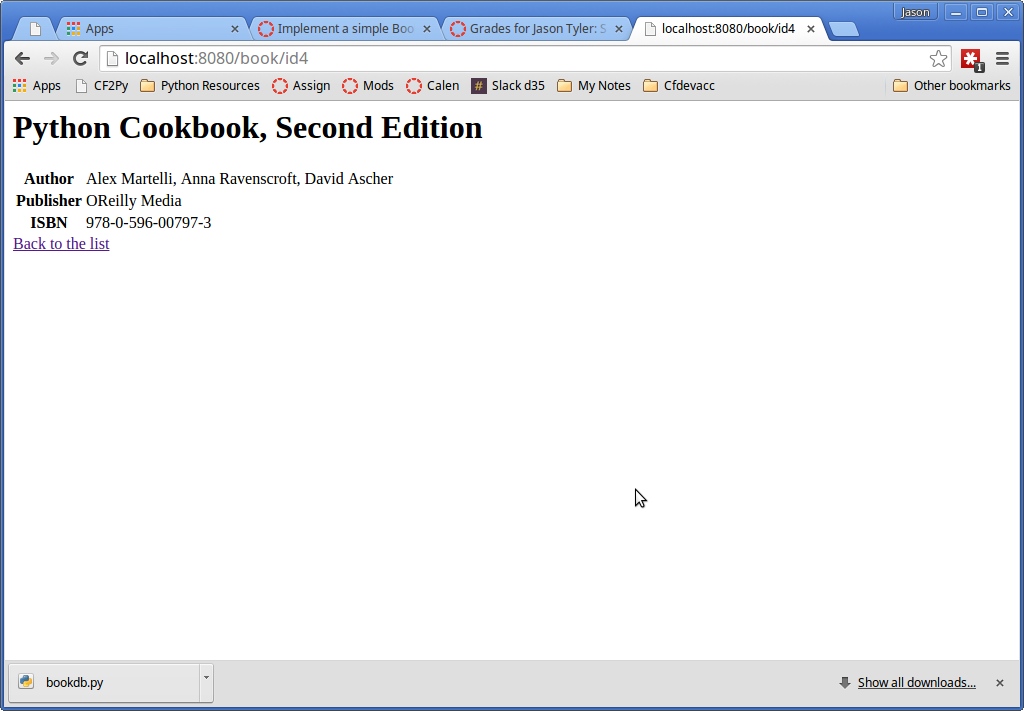 Jason
Apps
Implement a simple Boo
Grades for Jason Tyler: S
localhost:8080/book/id4
localhost:8080/book/id4
Apps CF2Py Python Resources Assign Mods Calen # Slack d35 My Notes Cfdevacc Other bookmarks
Python Cookbook, Second Edition
Author Alex Martelli, Anna Ravenscroft, David Ascher
Publisher OReilly Media
ISBN 978-0-596-00797-3
Back to the list
bookdb.py
Show all downloads...